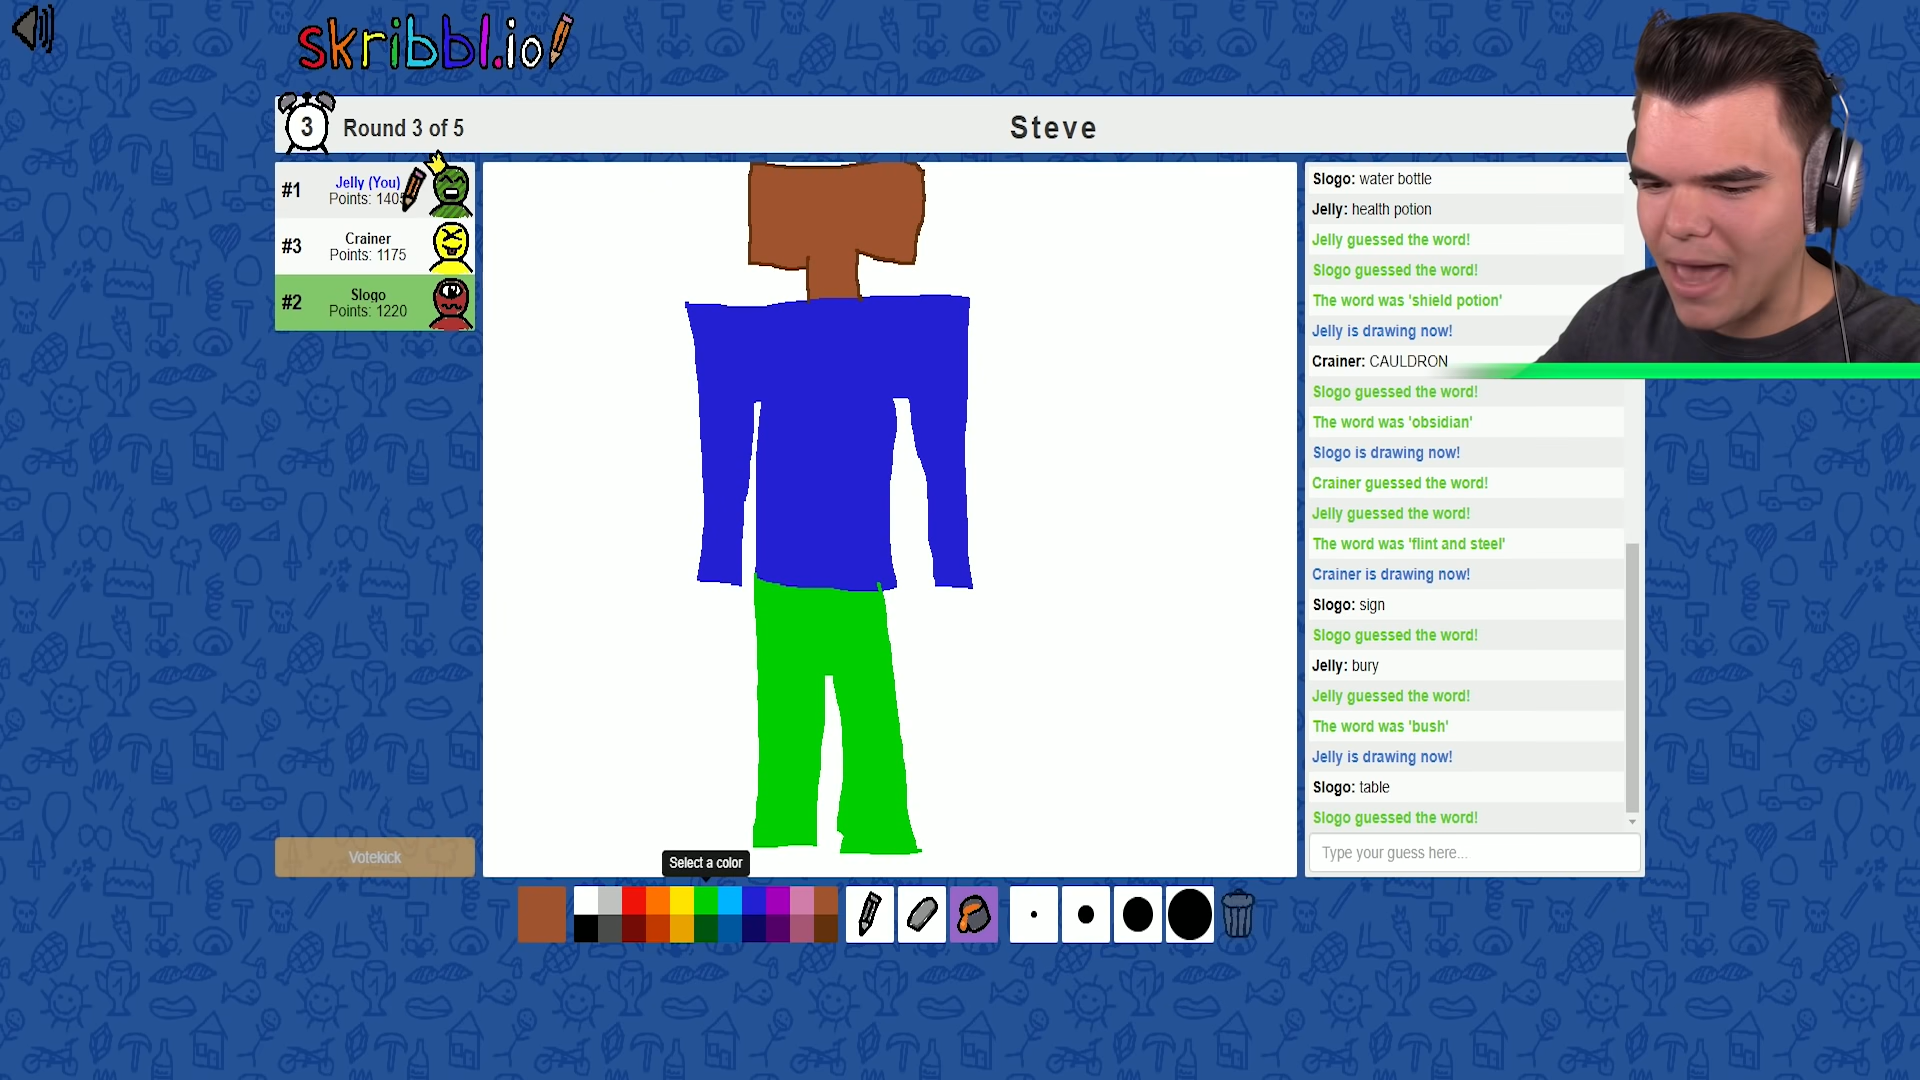 skribbl.io
3
Round 3 of 5
Steve
#1
Jelly (You)
Points: 1405
#3
Crainer
Points: 1175
#2
Slogo
Points: 1220
Votekick
Slogo: water bottle
Jelly: health potion
Jelly guessed the word!
Slogo guessed the word!
The word was 'shield potion'
Jelly is drawing now!
Crainer: CAULDRON
Slogo guessed the word!
The word was 'obsidian'
Slogo is drawing now!
Crainer guessed the word!
Jelly guessed the word!
The word was 'flint and steel'
Crainer is drawing now!
Slogo: sign
Slogo guessed the word!
Jelly: bury
Jelly guessed the word!
The word was 'bush'
Jelly is drawing now!
Slogo: table
Slogo guessed the word!
Type your guess here...
Select a color